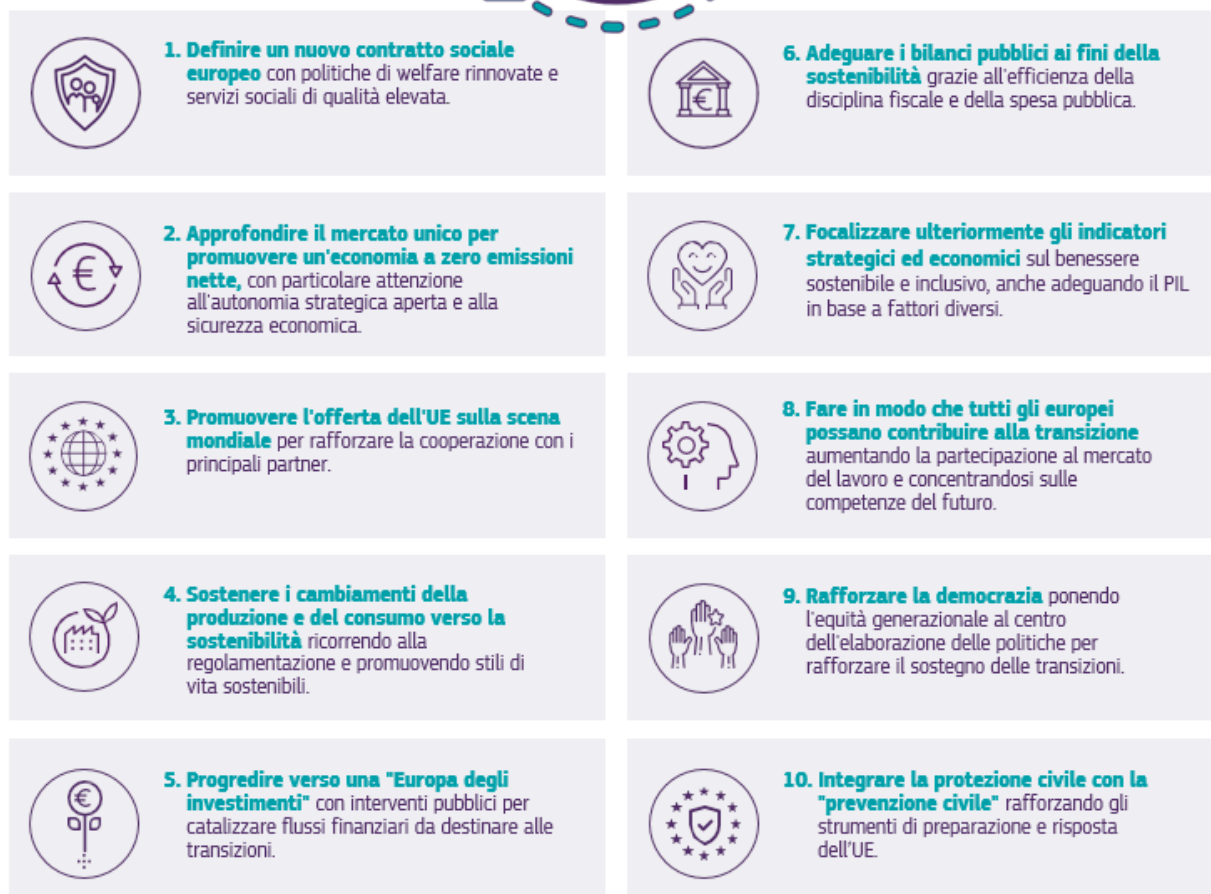 1. Definire un nuovo contratto sociale
europeo con politiche di welfare rinnovate e
servizi sociali di qualità elevata.
2. Approfondire il mercato unico per
promuovere un'economia a zero emissioni
nette, con particolare attenzione
all'autonomia strategica aperta e alla
sicurezza economica.
3. Promuovere l'offerta dell'UE sulla scena
mondiale per rafforzare la cooperazione con i
principali partner.
4. Sostenere i cambiamenti della
produzione e del consumo verso la
sostenibilità ricorrendo alla
regolamentazione e promuovendo stili di
vita sostenibili.
5. Progredire verso una "Europa degli
investimenti" con interventi pubblici per
catalizzare flussi finanziari da destinare alle
transizioni.
6. Adeguare i bilanci pubblici ai fini della
sostenibilità grazie all'efficienza della
disciplina fiscale e della spesa pubblica.
7. Focalizzare ulteriormente gli indicatori
strategici ed economici sul benessere
sostenibile e inclusivo, anche adeguando il PIL
in base a fattori diversi.
8. Fare in modo che tutti gli europei
possano contribuire alla transizione
aumentando la partecipazione al mercato
del lavoro e concentrandosi sulle
competenze del futuro.
9. Rafforzare la democrazia ponendo
l'equità generazionale al centro
dell'elaborazione delle politiche per
rafforzare il sostegno delle transizioni.
10. Integrare la protezione civile con la
"prevenzione civile" rafforzando gli
strumenti di preparazione e risposta
dell'UE.